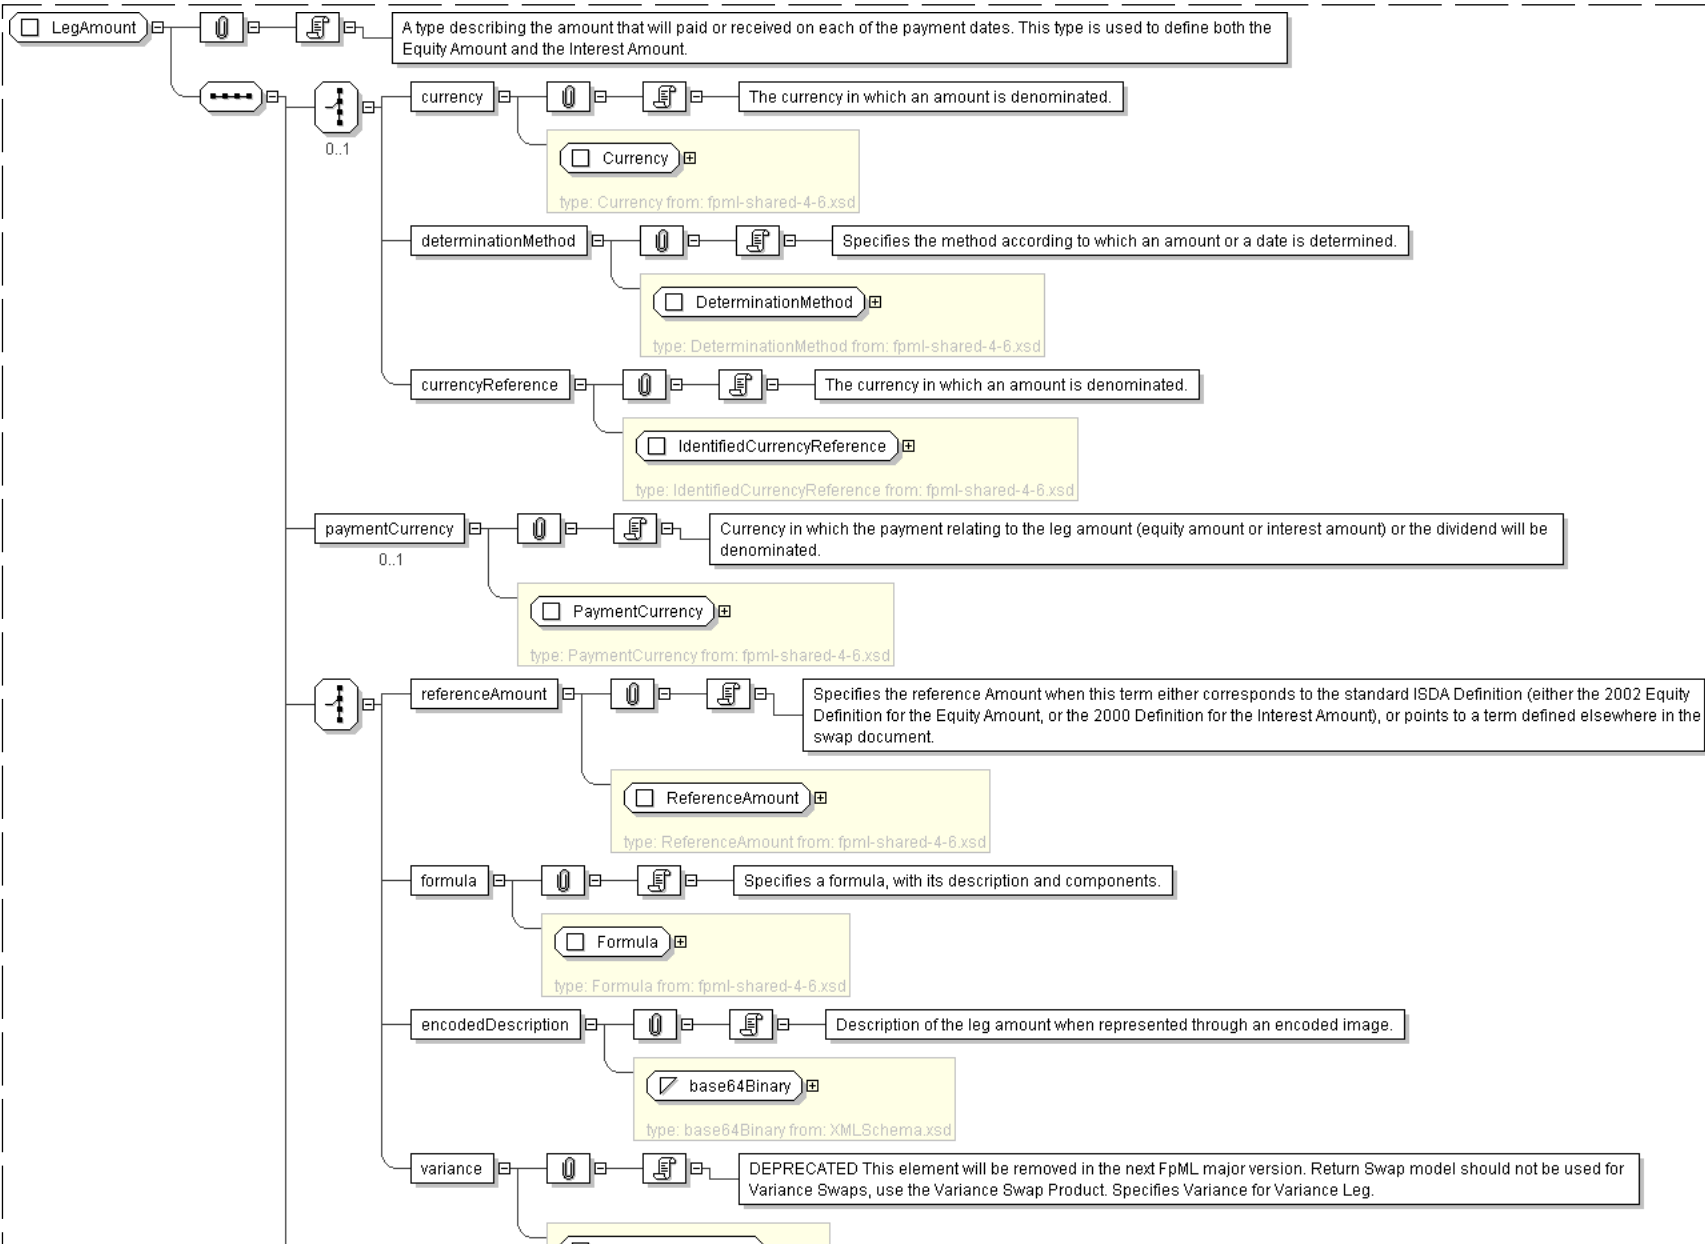 LegAmount
A type describing the amount that will paid or received on each of the payment dates. This type is used to define both the
Equity Amount and the Interest Amount.
0..1
currency
The currency in which an amount is denominated.
Currency
type: Currency from: fpml-shared-4-6.xsd
determinationMethod
Specifies the method according to which an amount or a date is determined.
DeterminationMethod
type: DeterminationMethod from: fpml-shared-4-6.xsd
currencyReference
The currency in which an amount is denominated.
IdentifiedCurrencyReference
type: IdentifiedCurrencyReference from: fpml-shared-4-6.xsd
paymentCurrency
0..1
Currency in which the payment relating to the leg amount (equity amount or interest amount) or the dividend will be
denominated.
PaymentCurrency
type: PaymentCurrency from: fpml-shared-4-6.xsd
referenceAmount
Specifies the reference Amount when this term either corresponds to the standard ISDA Definition (either the 2002 Equity
Definition for the Equity Amount, or the 2000 Definition for the Interest Amount), or points to a term defined elsewhere in the
swap document.
ReferenceAmount
type: ReferenceAmount from: fpml-shared-4-6.xsd
formula
Specifies a formula, with its description and components.
Formula
type: Formula from: fpml-shared-4-6.xsd
encodedDescription
Description of the leg amount when represented through an encoded image.
base64Binary
type: base64Binary from: XMLSchema.xsd
variance
DEPRECATED This element will be removed in the next FpML major version. Return Swap model should not be used for
Variance Swaps, use the Variance Swap Product. Specifies Variance for Variance Leg.